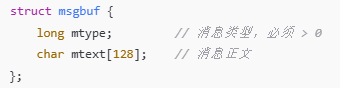 struct msgbuf {
    long mtype;        // 消息类型，必须 > 0
    char mtext[128];   // 消息正文
};